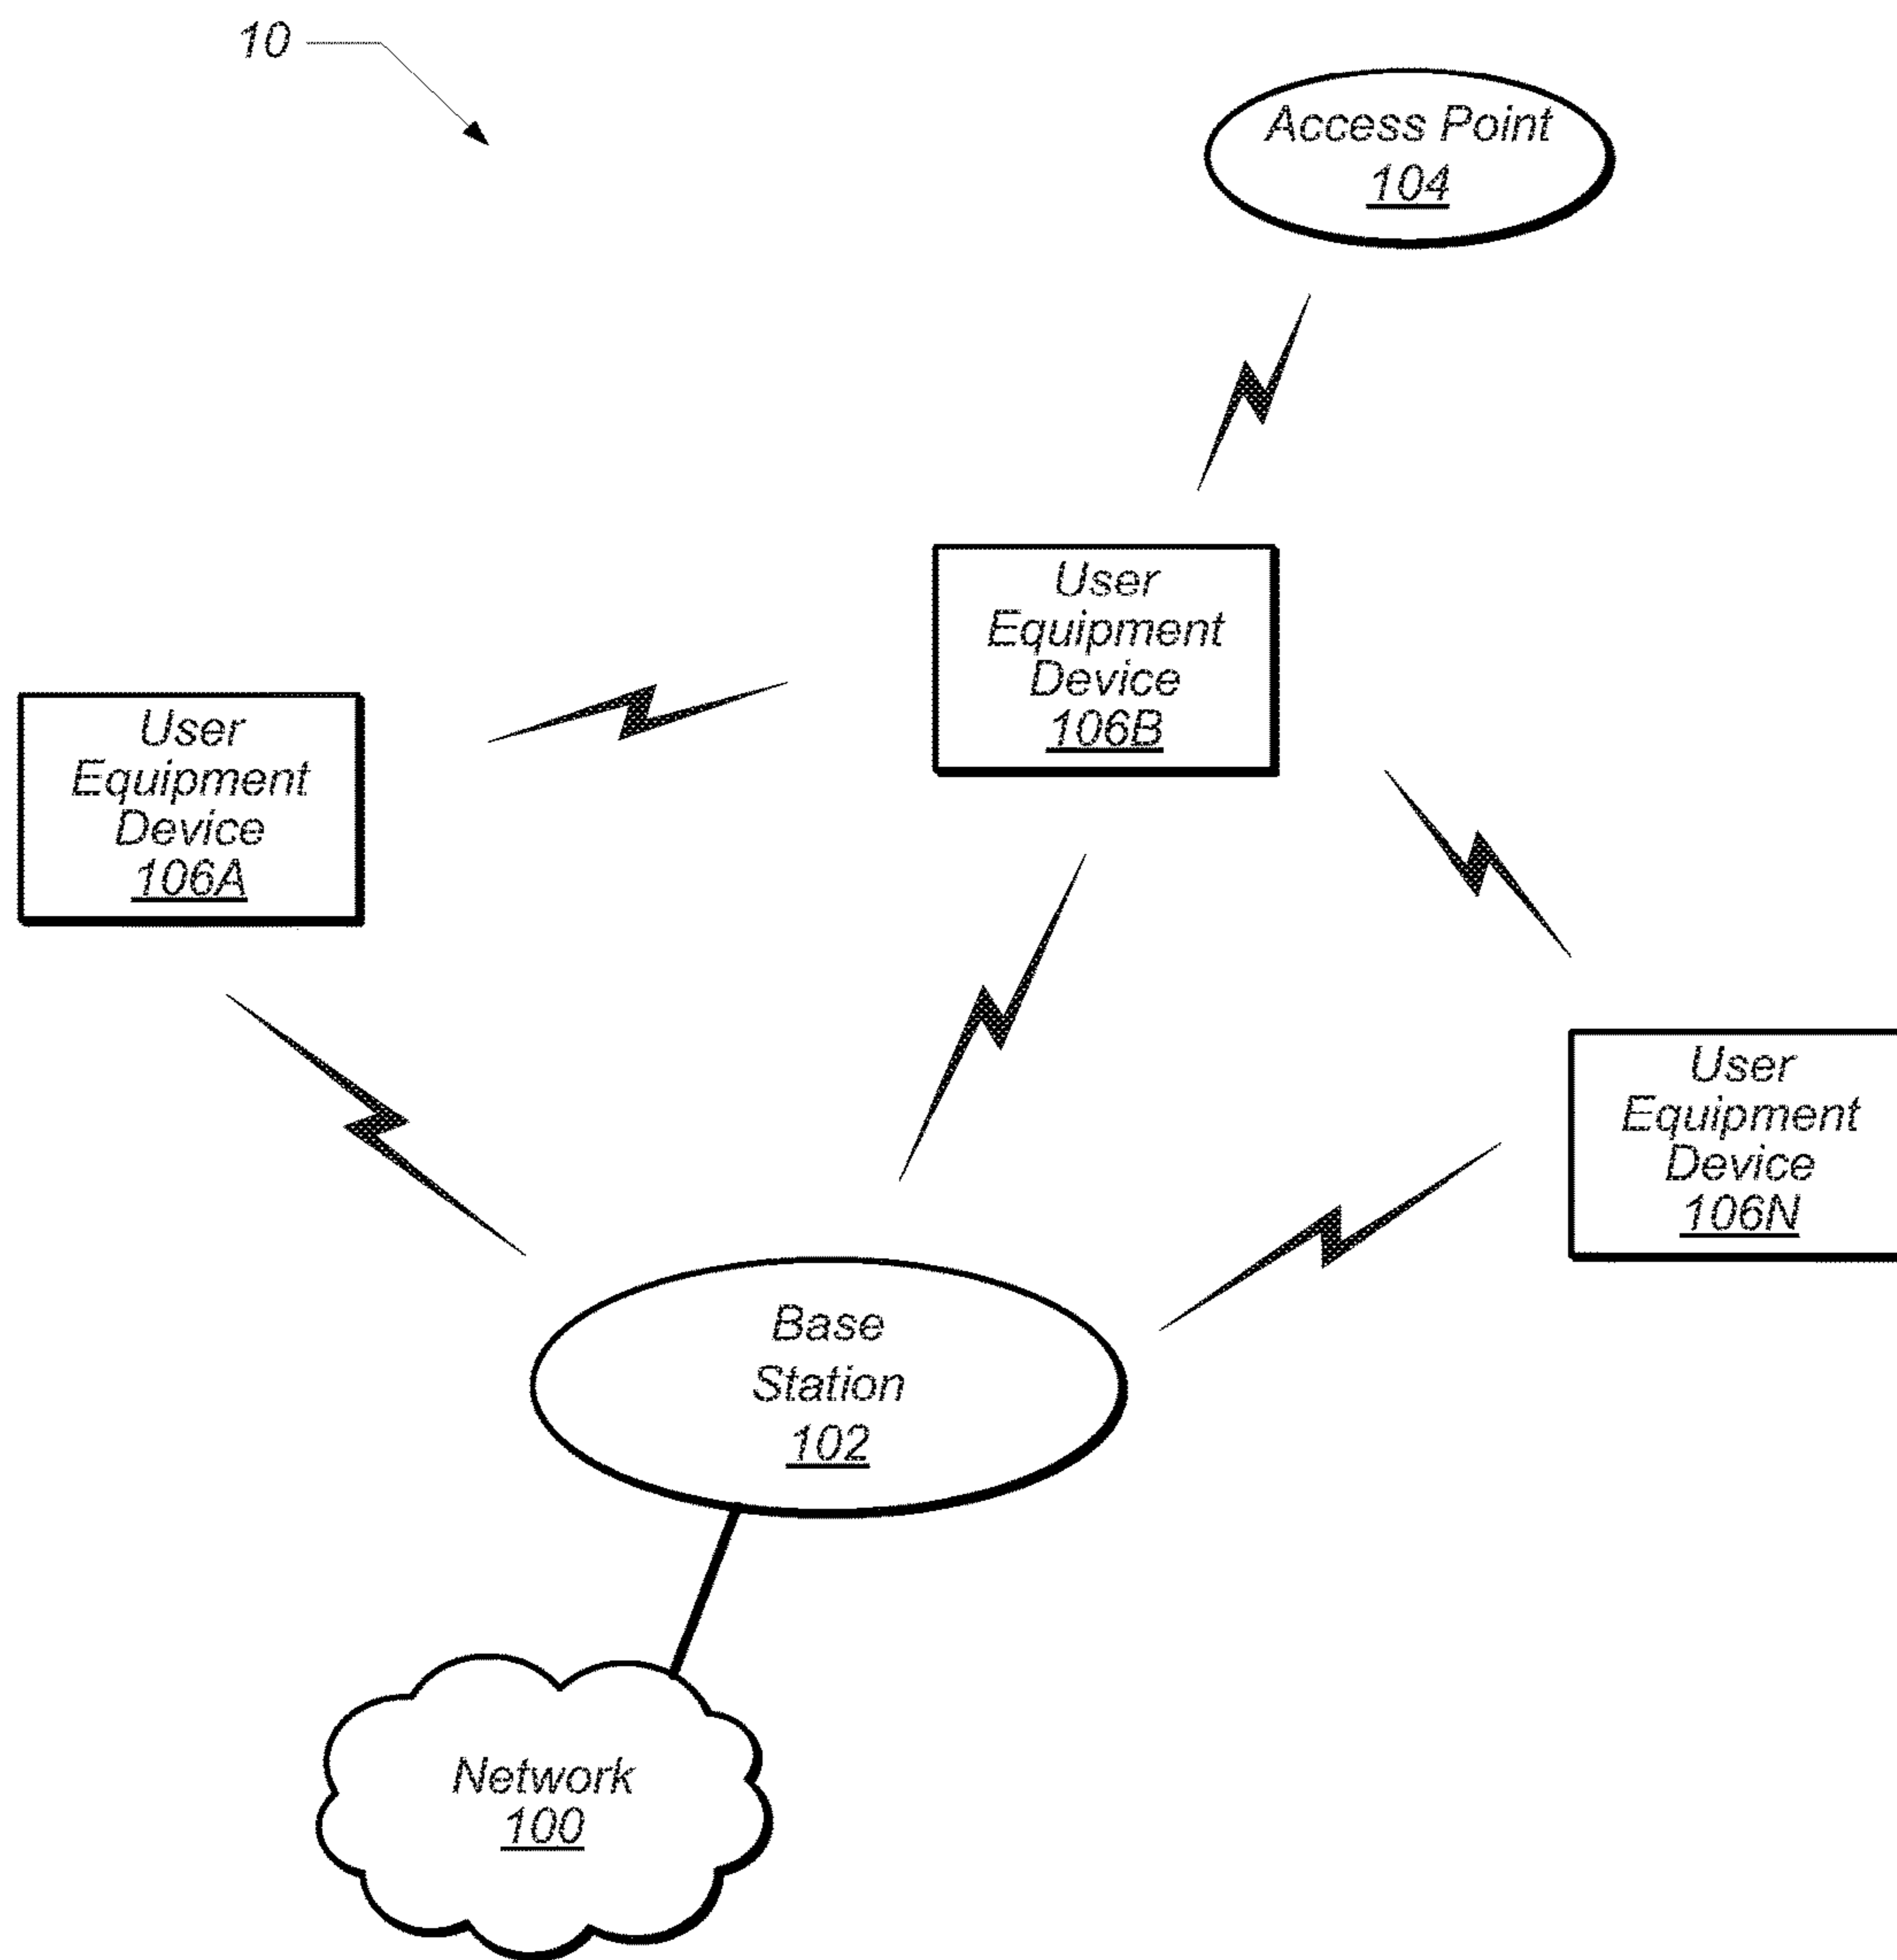 10
Access Point
104
User
Equipment
Device
106B
User
Equipment
Device
106A
User
Equipment
Device
106N
Base
Station
102
Network
100